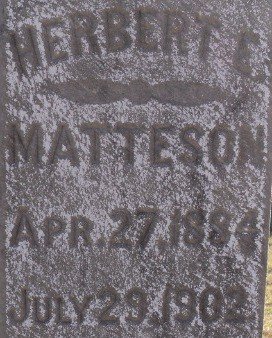 HERBERT S
MATTESON
APR. 27, 1884
JULY 29, 1902